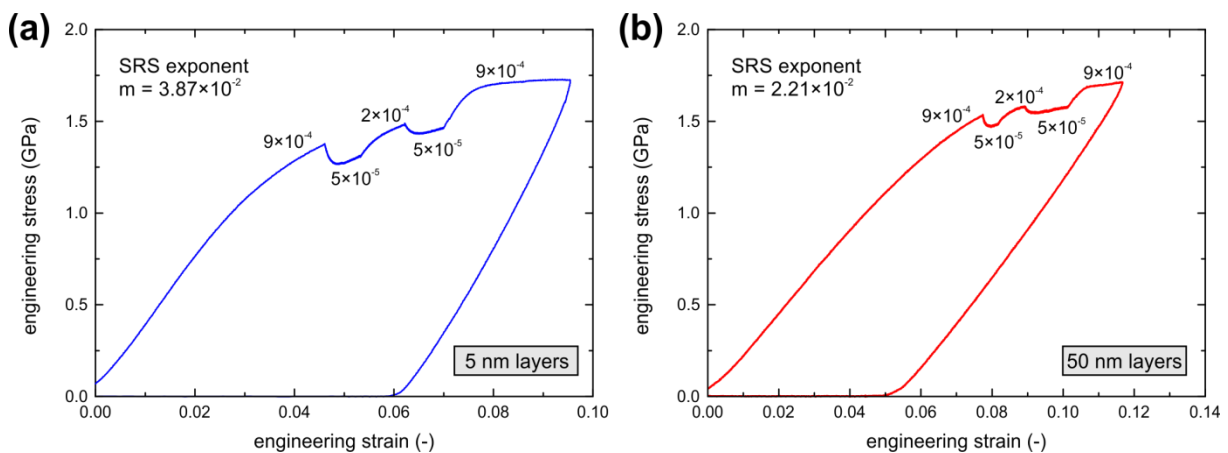 (a)
SRS exponent
m = 3.87×10⁻²
9×10⁻⁴
2×10⁻⁴
9×10⁻⁴
5×10⁻⁵
5×10⁻⁵
5 nm layers
2.0
1.5
1.0
0.5
0.0
engineering stress (GPa)
0.00 0.02 0.04 0.06 0.08 0.10
engineering strain (-)
(b)
SRS exponent
m = 2.21×10⁻²
9×10⁻⁴
2×10⁻⁴
9×10⁻⁴
5×10⁻⁵
5×10⁻⁵
50 nm layers
2.0
1.5
1.0
0.5
0.0
engineering stress (GPa)
0.00 0.02 0.04 0.06 0.08 0.10 0.12 0.14
engineering strain (-)